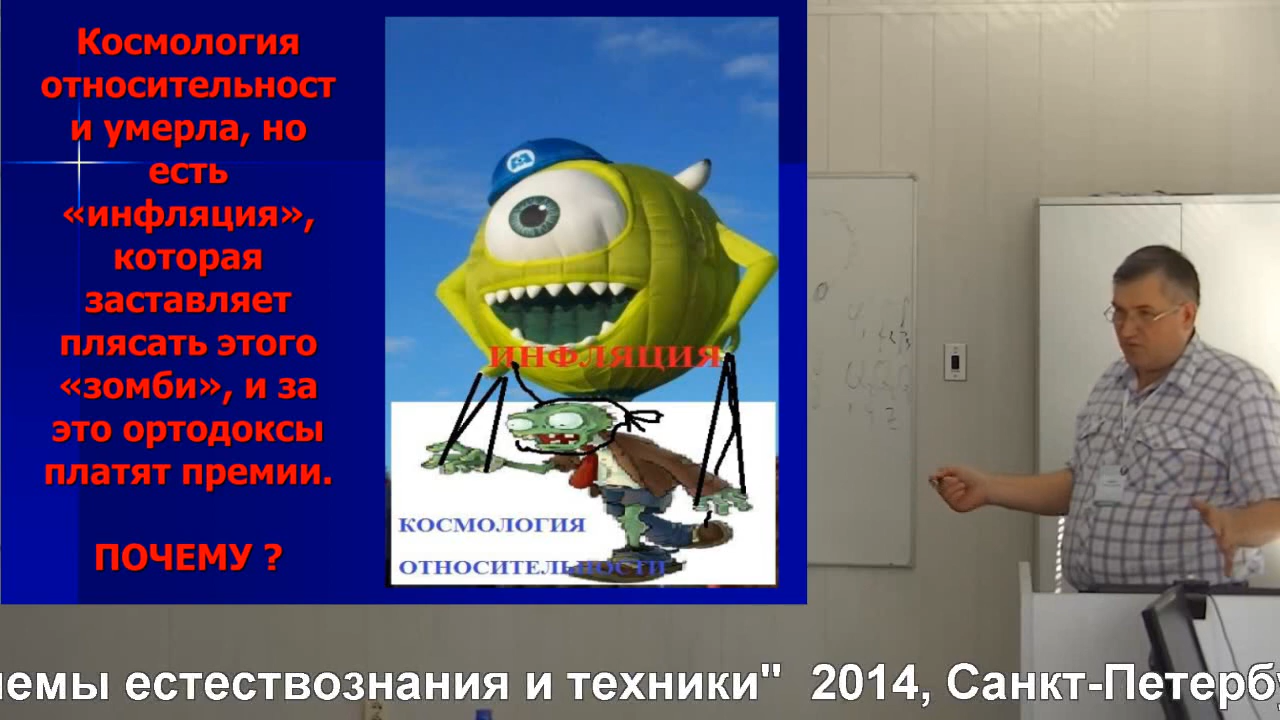 Космология
относительност
и умерла, но
есть
«инфляция»,
которая
заставляет
плясать этого
«зомби», и за
это ортодоксы
платят премии.
ПОЧЕМУ ?
ИНФЛЯЦИЯ
КОСМОЛОГИЯ
ОТНОСИТЕЛЬНОСТИ
емы естествознания и техники" 2014, Санкт-Петерб